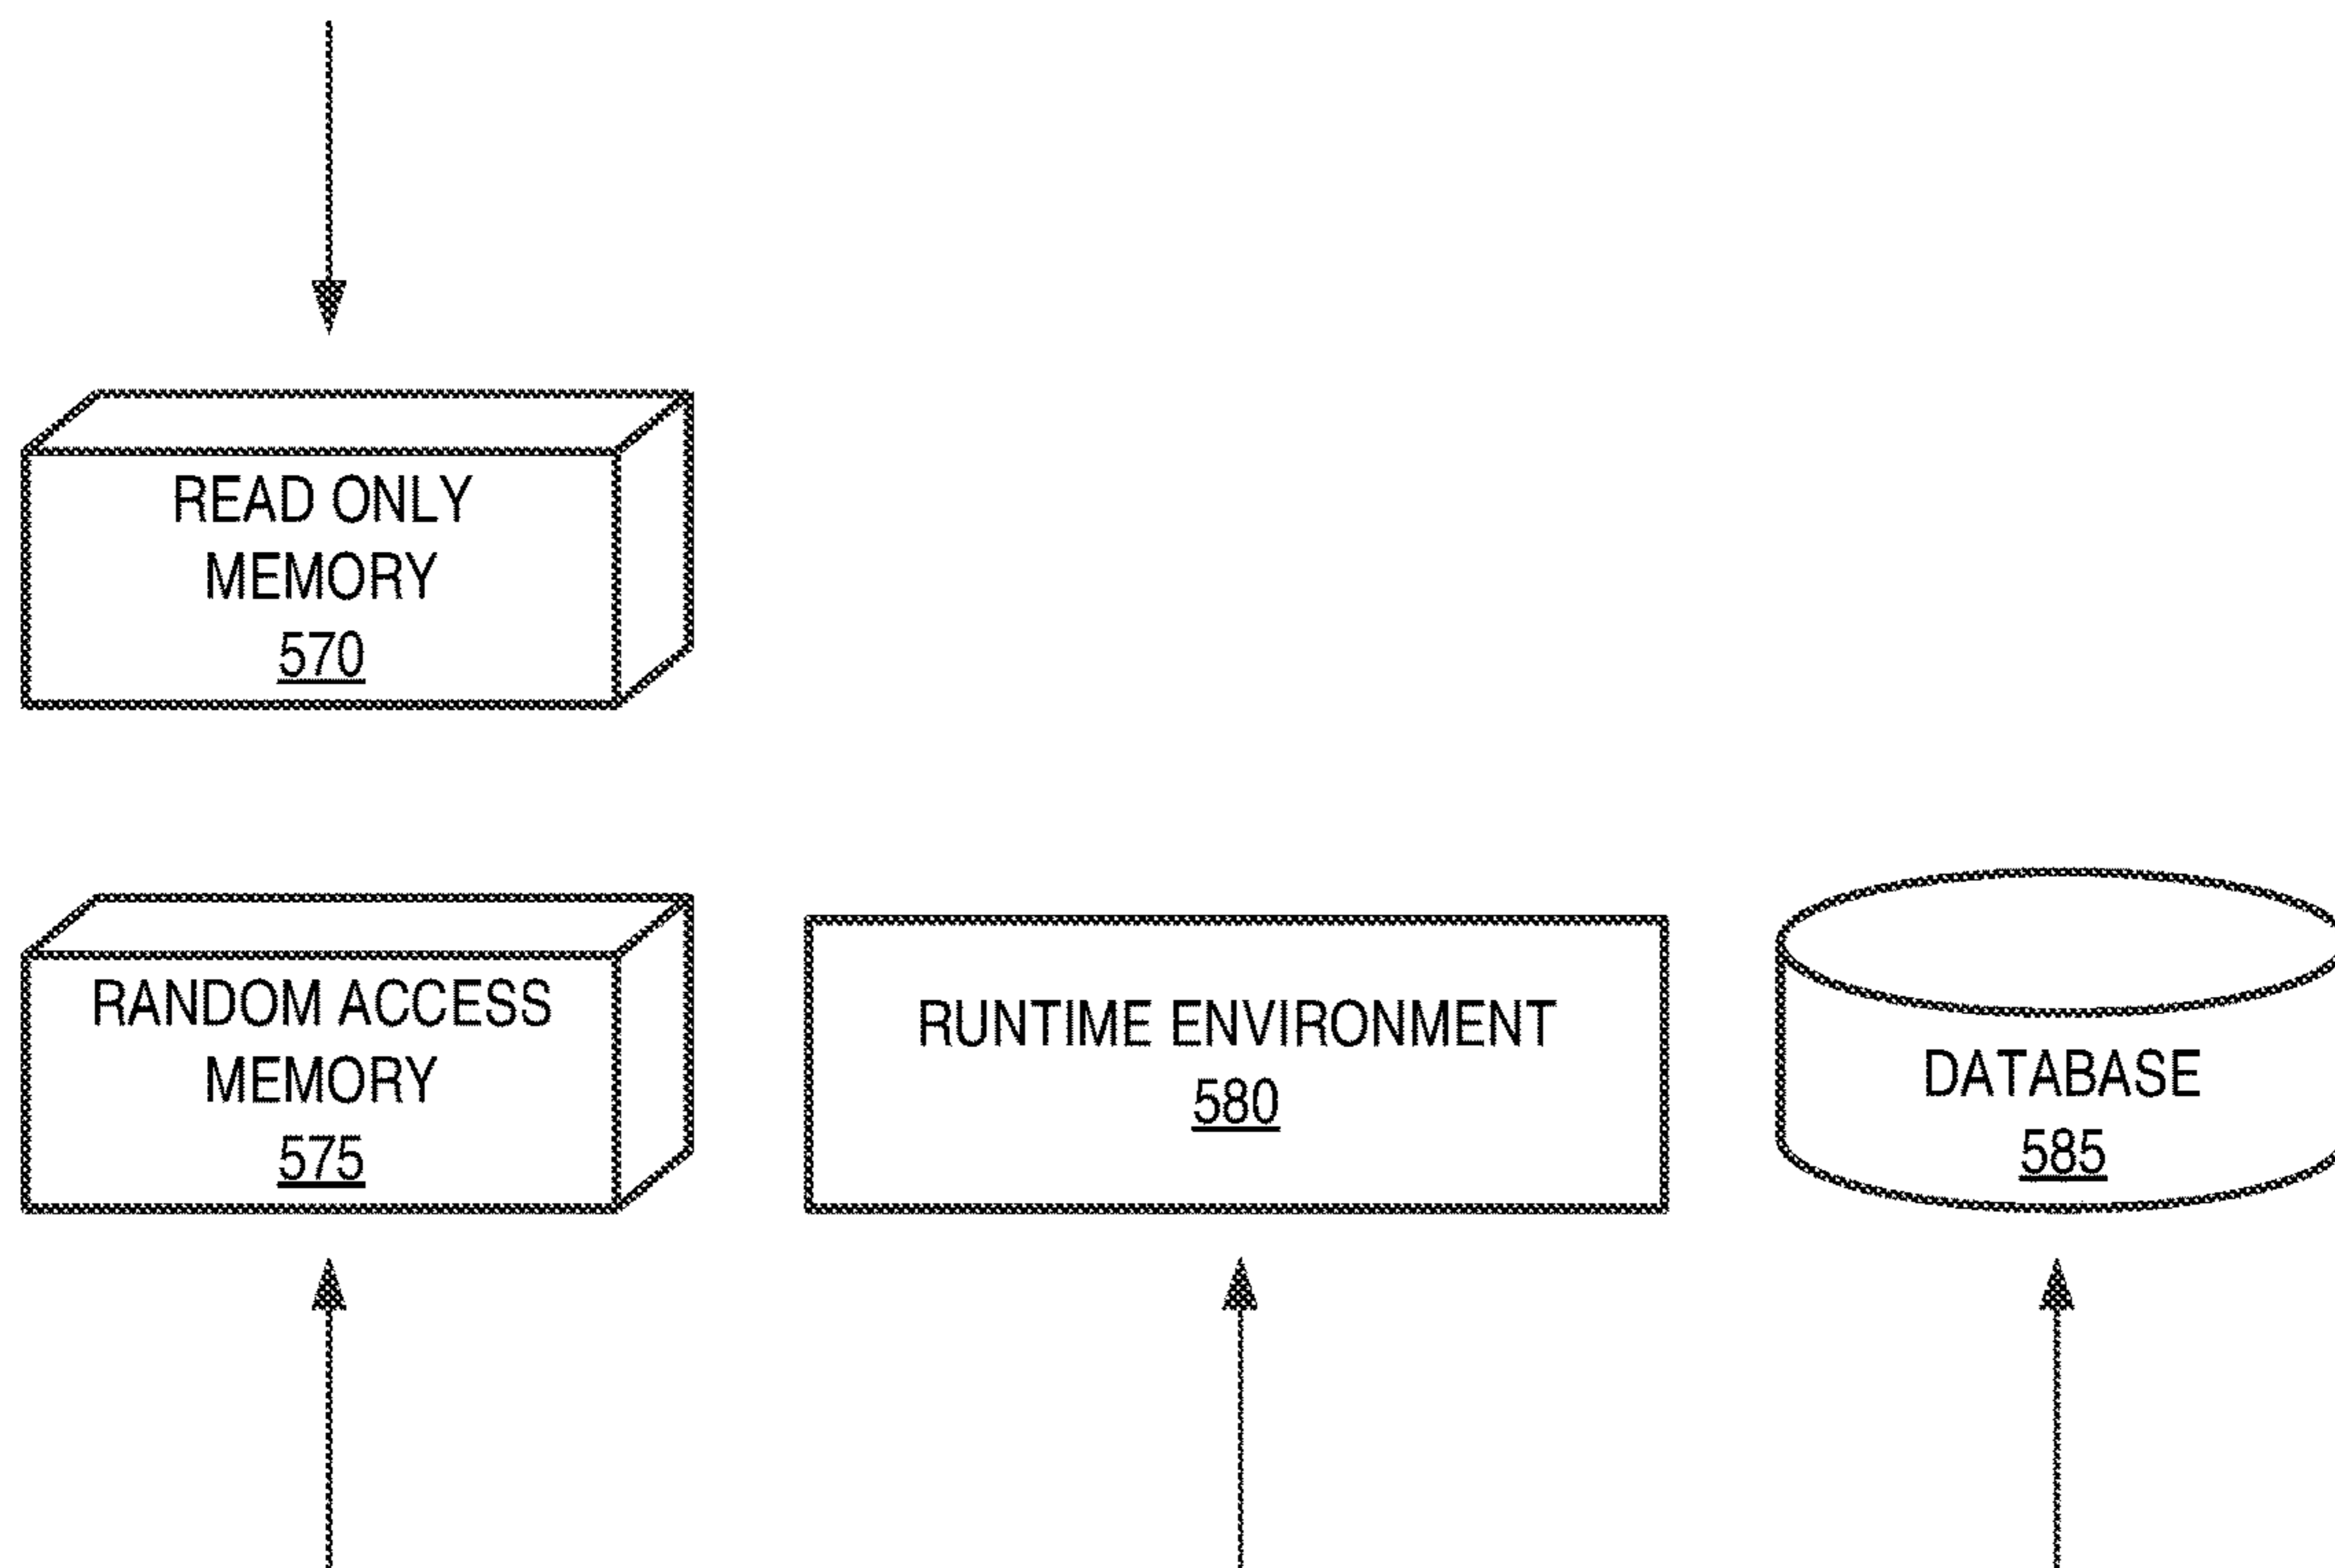 READ ONLY
MEMORY
570
RANDOM ACCESS
MEMORY
575
RUNTIME ENVIRONMENT
580
DATABASE
585